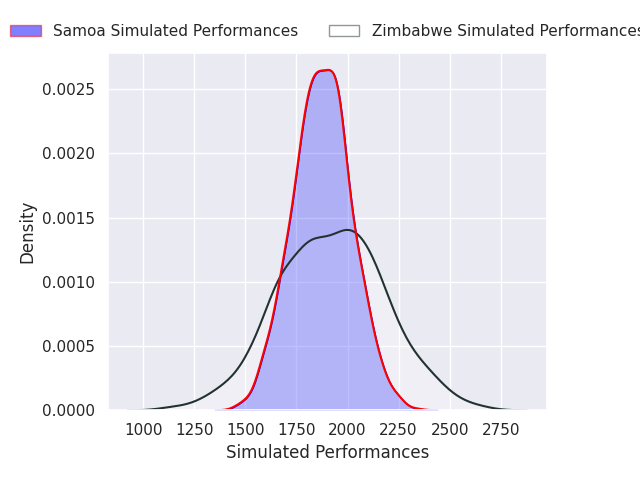 Samoa Simulated Performances
Zimbabwe Simulated Performances
0.0025
0.0020
0.0015
0.0010
0.0005
0.0000
Density
1000 1250 1500 1750 2000 2250 2500 2750
Simulated Performances